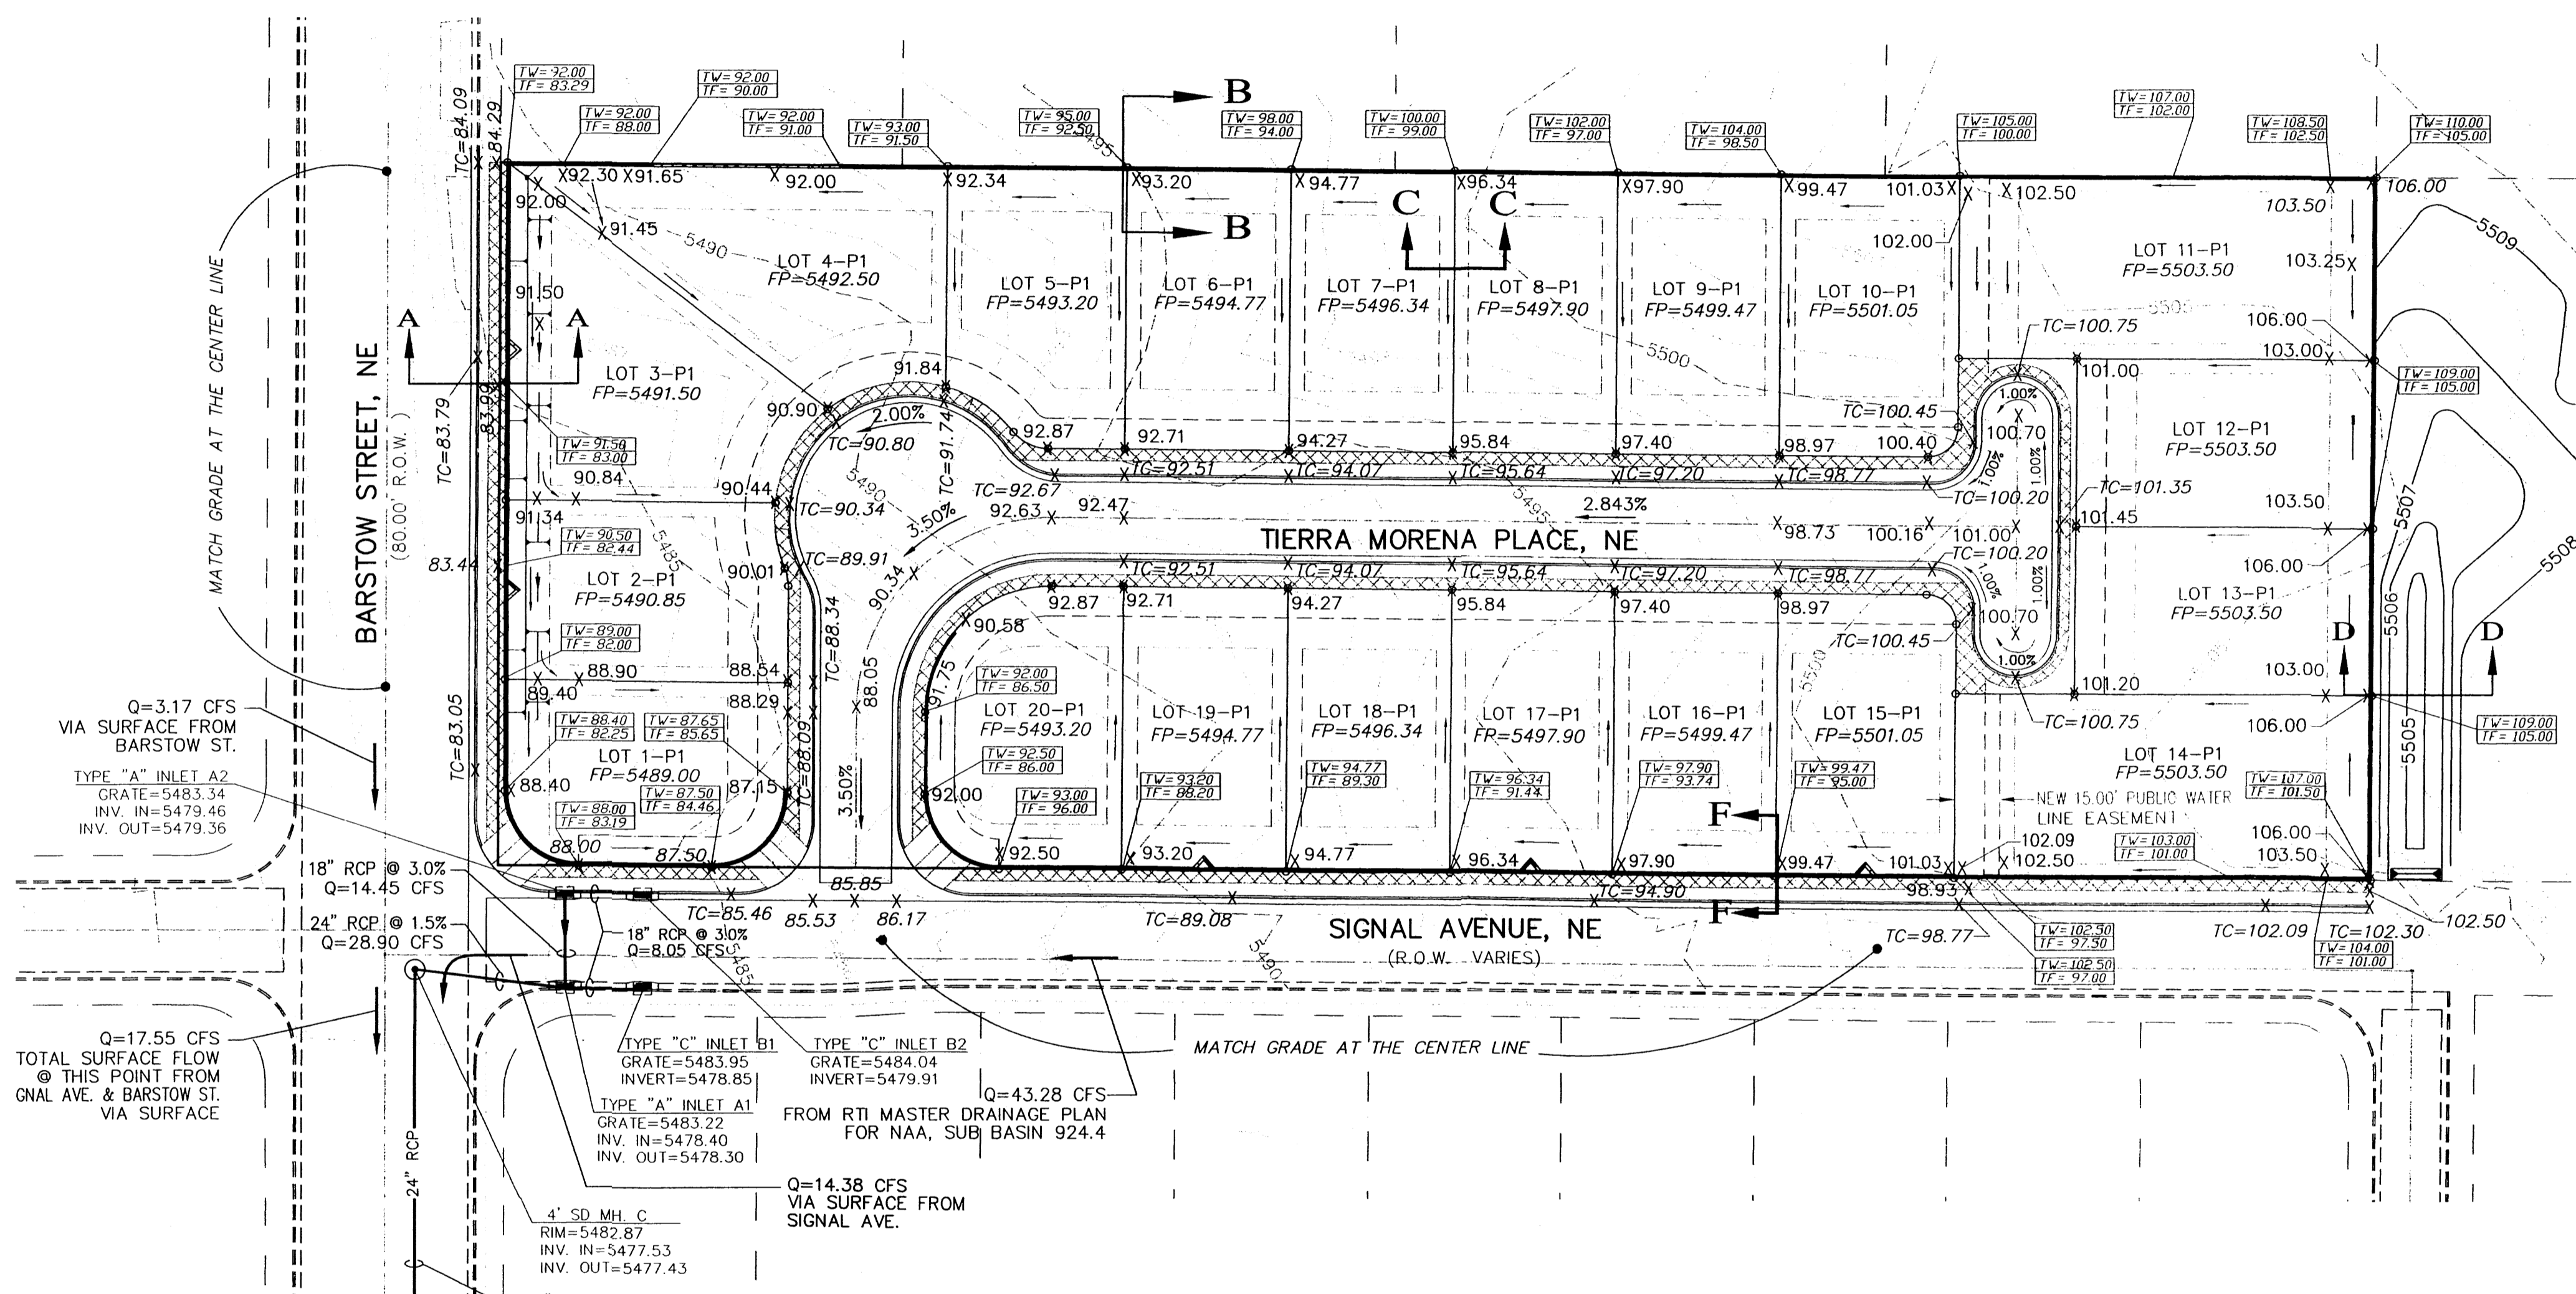 TC=84.09
84.29
TW=92.00
TF= 83.29
TW=92.00
TF= 88.00
TW=92.00
TF= 90.00
TW=92.00
TF= 91.00
TW=93.00
TF= 91.50
TW=95.00
TF= 92.50
B
TW=98.00
TF= 94.00
TW=100.00
TF= 99.00
TW=102.00
TF= 97.00
TW=104.00
TF= 98.50
TW=105.00
TF= 100.00
TW=107.00
TF= 102.00
TW=108.50
TF= 102.50
TW=110.00
TF= 105.00
5495
92.30
91.65
92.00
92.34
93.20
94.77
96.34
97.90
99.47
101.03
102.50
106.00
103.50
92.00
91.45
5490
B
C
C
102.00
103.25
5509
LOT 4-P1
FP=5492.50
LOT 5-P1
FP=5493.20
LOT 6-P1
FP=5494.77
LOT 7-P1
FP=5496.34
LOT 8-P1
FP=5497.90
LOT 9-P1
FP=5499.47
LOT 10-P1
FP=5501.05
LOT 11-P1
FP=5503.50
MATCH GRADE AT THE CENTER LINE
BARSTOW STREET, NE
(80.00' R.O.W. )
A
A
91.50
LOT 3-P1
FP=5491.50
91.84
5500
5505
TC=100.75
106.00
103.00
101.00
TW=109.00
TF= 105.00
TC=83.79
83.99
90.90
2.00%
TC=90.80
TC=91.74
92.87
92.71
94.27
95.84
97.40
98.97
100.40
TC=100.45
1.00%
100.70
LOT 12-P1
FP=5503.50
TW=91.50
TF= 83.00
90.84
90.44
TC=90.34
5490
TC=92.67
TC=92.51
TC=94.07
TC=95.64
TC=97.20
TC=98.77
TC=100.20
1.00%
1.00%
TC=101.35
101.45
103.50
5507
91.34
92.63
92.47
3.50%
5495
2.843%
98.73
100.16
101.00
TIERRA MORENA PLACE, NE
TW=90.50
TF= 82.44
83.44
5485
TC=89.91
90.01
90.34
TC=92.51
TC=94.07
TC=95.64
TC=97.20
TC=98.77
TC=100.20
1.00%
1.00%
106.00
5508
LOT 2-P1
FP=5490.85
92.87
92.71
94.27
95.84
97.40
98.97
100.70
TC=100.45
LOT 13-P1
FP=5503.50
5506
TW=89.00
TF= 82.00
TC=88.34
90.58
1.00%
D
D
88.90
88.54
89.40
88.29
88.05
91.75
TW=92.00
TF= 86.50
5500
101.20
103.00
TC=100.75
106.00
TW=109.00
TF= 105.00
5505
Q=3.17 CFS
VIA SURFACE FROM
BARSTOW ST.
TC=83.05
TW=88.40
TF= 82.25
TW=87.65
TF= 85.65
LOT 1-P1
FP=5489.00
TC=88.09
LOT 20-P1
FP=5493.20
LOT 19-P1
FP=5494.77
LOT 18-P1
FP=5496.34
LOT 17-P1
FP=5497.90
LOT 16-P1
FP=5499.47
LOT 15-P1
FP=5501.05
LOT 14-P1
FP=5503.50
TYPE "A" INLET A2
GRATE=5483.34
INV. IN=5479.46
INV. OUT=5479.36
88.40
TW=87.50
TF= 84.46
87.15
TW=88.00
TF= 83.19
3.50%
92.00
TW=92.50
TF= 86.00
TW=93.00
TF= 96.00
TW=93.20
TF= 88.20
TW=94.77
TF= 89.30
TW=96.34
TF= 91.44
TW=97.90
TF= 93.74
TW=99.47
TF= 95.00
TW=107.00
TF= 101.50
NEW 15.00' PUBLIC WATER
LINE EASEMENT
F
88.00
87.50
92.50
93.20
94.77
96.34
97.90
99.47
101.03
102.09
102.50
TW=103.00
TF= 101.00
106.00
103.50
18" RCP @ 3.0%
Q=14.45 CFS
85.85
TC=85.46
85.53
86.17
TC=89.08
TC=94.90
98.93
F
SIGNAL AVENUE, NE
(R.O.W. VARIES)
TC=98.77
TC=102.09
TC=102.30
102.50
24" RCP @ 1.5%
Q=28.90 CFS
18" RCP @ 3.0%
Q=8.05 CFS
5485
5490
TW=102.50
TF= 97.50
TW=102.50
TF= 97.00
TW=104.00
TF= 101.00
Q=17.55 CFS
TOTAL SURFACE FLOW
@ THIS POINT FROM
GNAL AVE. & BARSTOW ST.
VIA SURFACE
TYPE "C" INLET B1
GRATE=5483.95
INVERT=5478.85
TYPE "C" INLET B2
GRATE=5484.04
INVERT=5479.91
MATCH GRADE AT THE CENTER LINE
TYPE "A" INLET A1
GRATE=5483.22
INV. IN=5478.40
INV. OUT=5478.30
Q=43.28 CFS
FROM RTI MASTER DRAINAGE PLAN
FOR NAA, SUB BASIN 924.4
24" RCP
Q=14.38 CFS
VIA SURFACE FROM
SIGNAL AVE.
4' SD MH. C
RIM=5482.87
INV. IN=5477.53
INV. OUT=5477.43